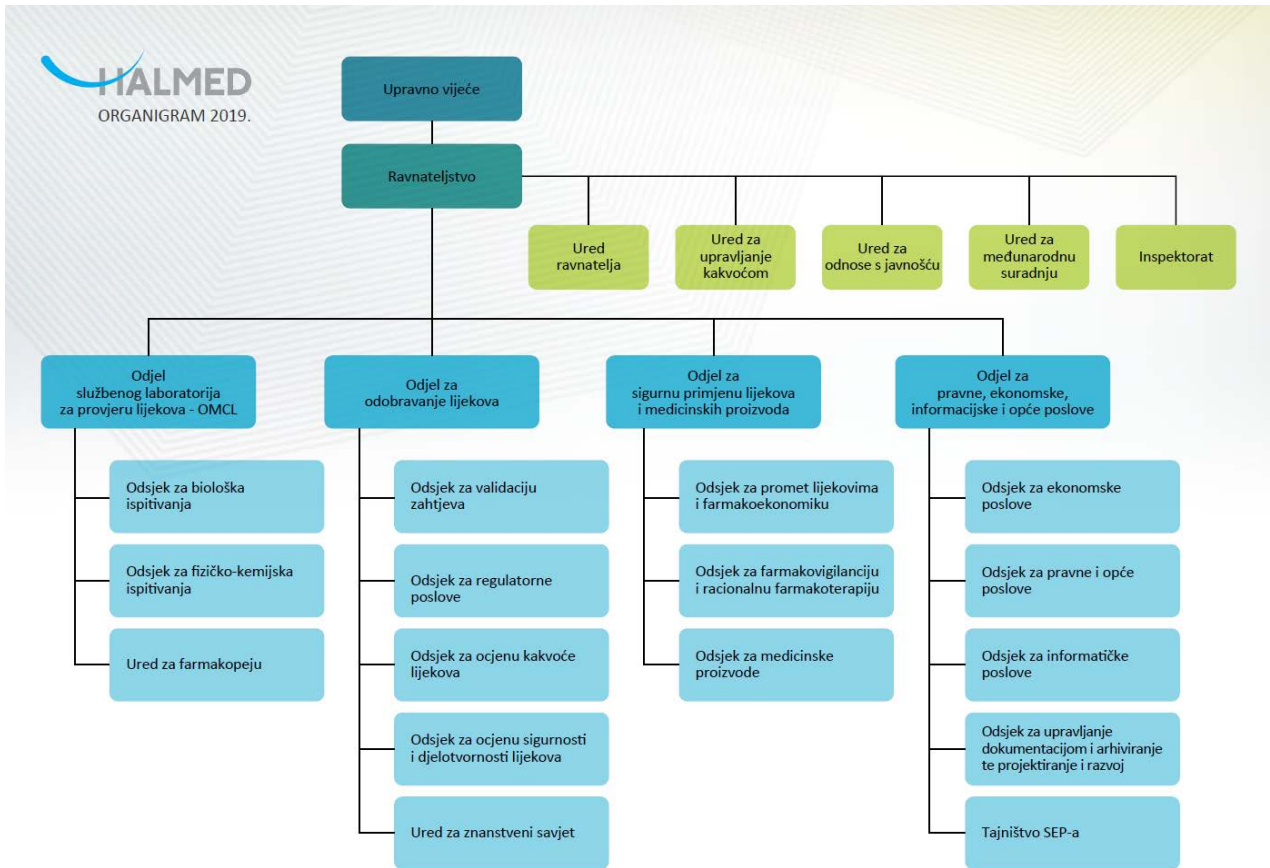 HALMED
ORGANIGRAM 2019.
Upravno vijeće
Ravnateljstvo
Ured
ravnatelja
Ured za
upravljanje
kakvoćom
Ured za
odnose s javnošću
Ured za
međunarodnu
suradnju
Inspektorat
Odjel
službenog laboratorija
za provjeru lijekova - OMCL
Odsjek za biološka
ispitivanja
Odsjek za fizičko-kemijska
ispitivanja
Ured za farmakopeju
Odjel za
odobravanje lijekova
Odsjek za validaciju
zahtjeva
Odsjek za regulatorne
poslove
Odsjek za ocjenu kakvoće
lijekova
Odsjek za ocjenu sigurnosti
i djelotvornosti lijekova
Ured za znanstveni savjet
Odjel za
sigurnu primjenu lijekova
i medicinskih proizvoda
Odsjek za promet lijekovima
i farmakoekonomiku
Odsjek za farmakovigilanciju
i racionalnu farmakoterapiju
Odsjek za medicinske
proizvode
Odjel za
pravne, ekonomske,
informacijske i opće poslove
Odsjek za ekonomske
poslove
Odsjek za pravne i opće
poslove
Odsjek za informatičke
poslove
Odsjek za upravljanje
dokumentacijom i arhiviranje
te projektiranje i razvoj
Tajništvo SEP-a